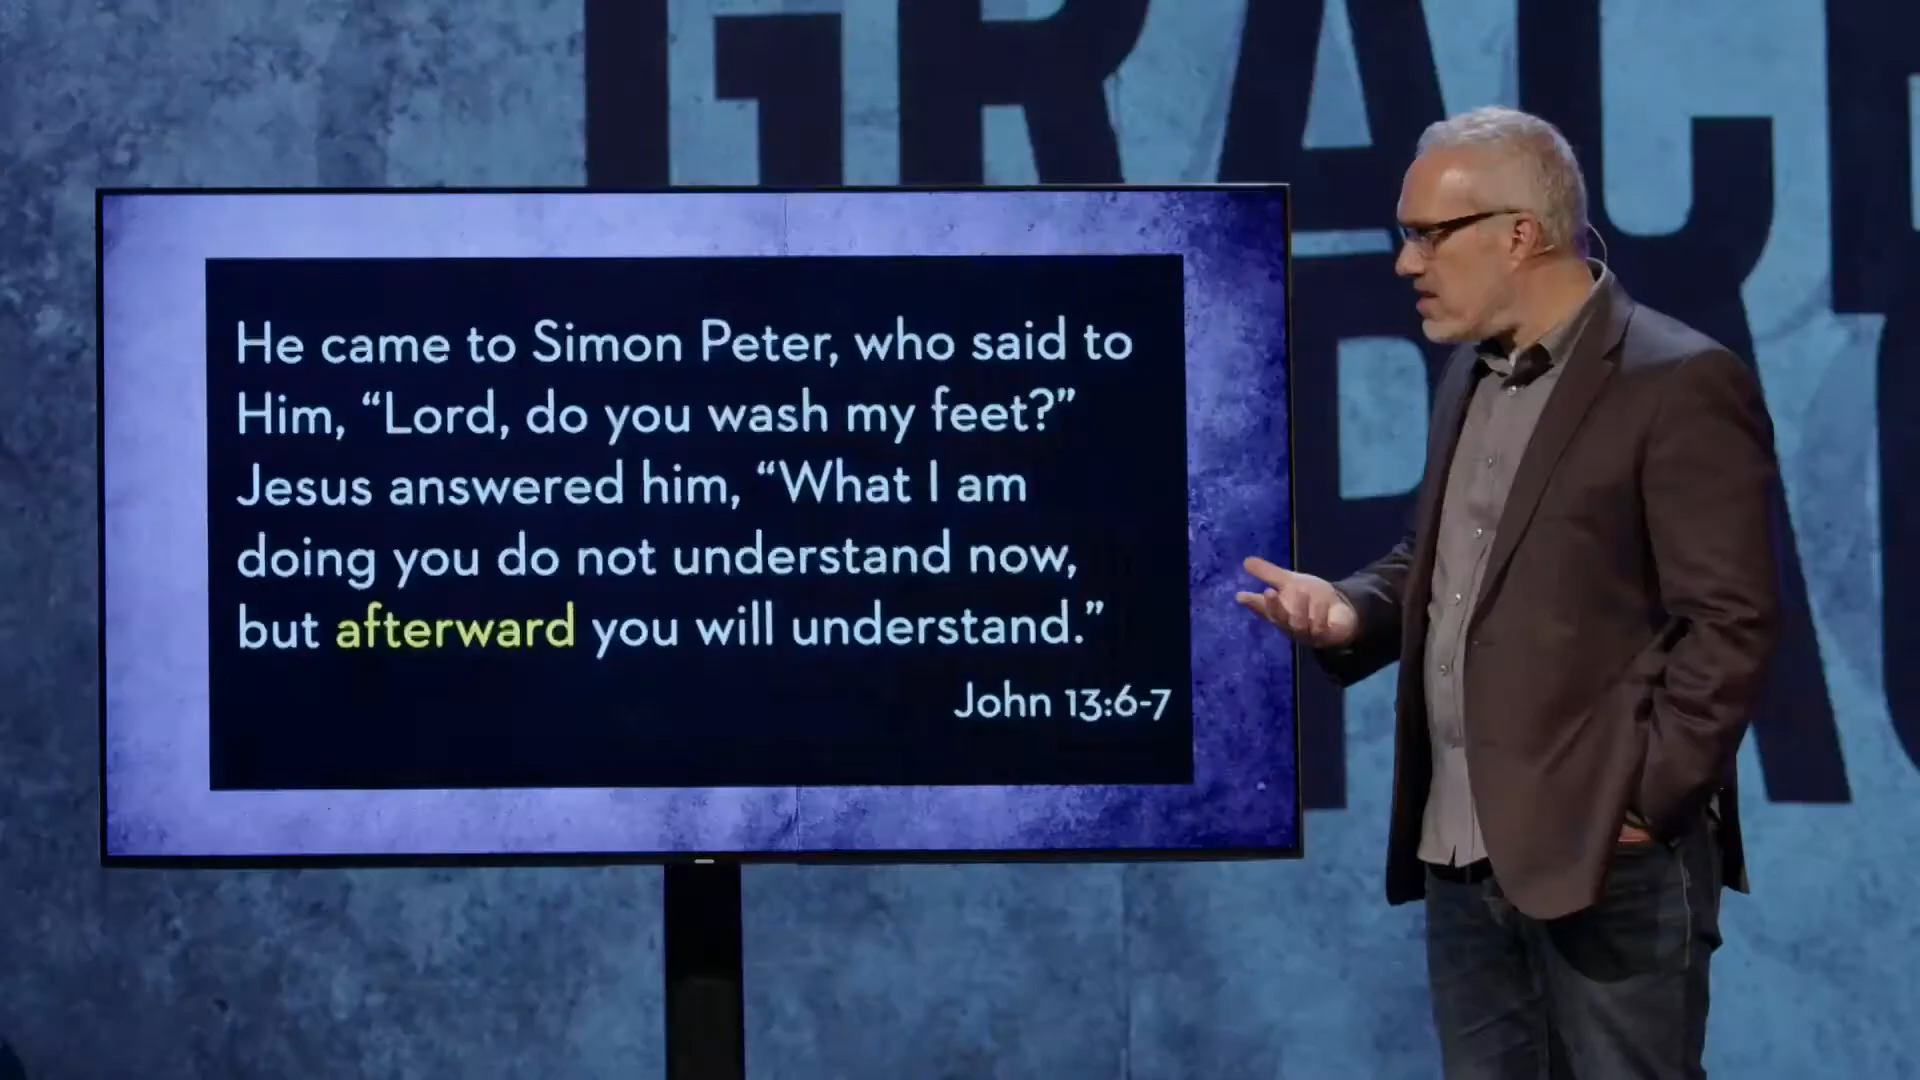 GRACE
He came to Simon Peter, who said to
Him, “Lord, do you wash my feet?”
Jesus answered him, “What I am
doing you do not understand now,
but afterward you will understand.”
John 13:6-7